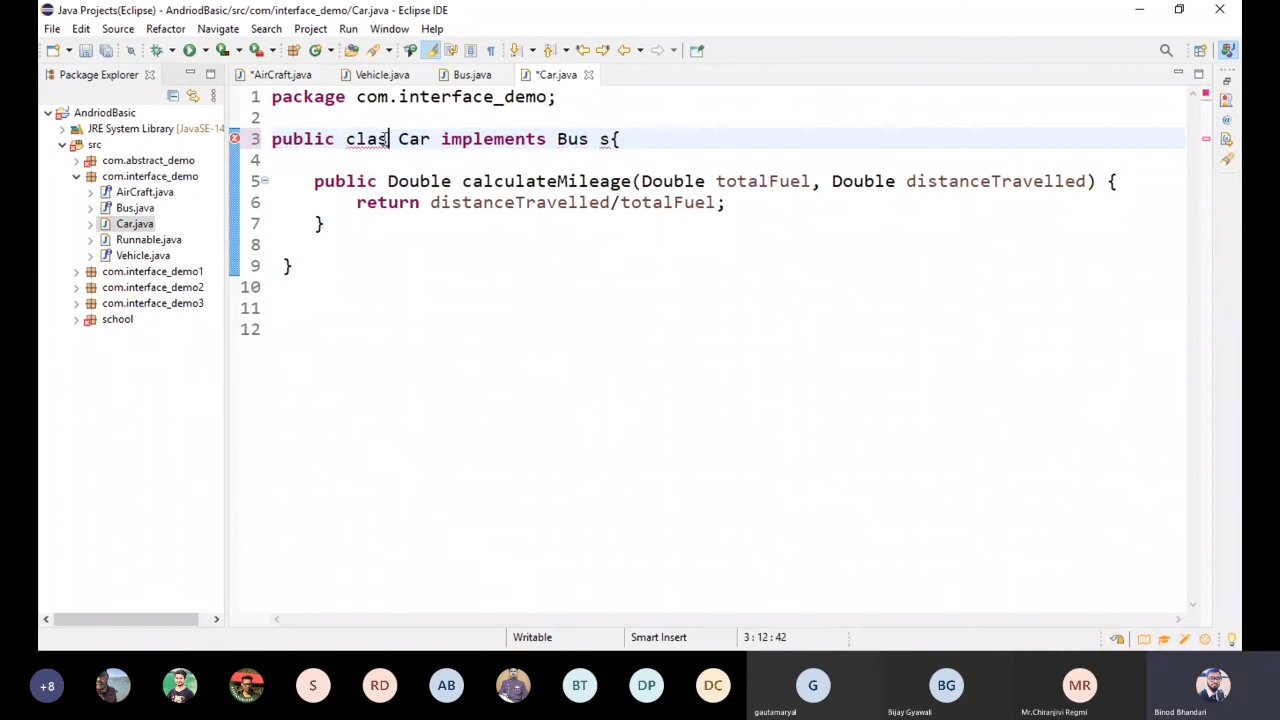 Java Projects(Eclipse) - AndriodBasic/src/com/interface_demo/Car.java - Eclipse IDE
File Edit Source Refactor Navigate Search Project Run Window Help
Package Explorer
*AirCraft.java Vehicle.java Bus.java *Car.java
AndriodBasic
JRE System Library [JavaSE-14
src
com.abstract_demo
com.interface_demo
AirCraft.java
Bus.java
Car.java
Runnable.java
Vehicle.java
com.interface_demo1
com.interface_demo2
com.interface_demo3
school
1 package com.interface_demo;
2
3 public clas Car implements Bus s{
4
5 public Double calculateMileage(Double totalFuel, Double distanceTravelled) {
6 return distanceTravelled/totalFuel;
7 }
8
9 }
10
11
12
Writable Smart Insert 3 : 12 : 42
+8 S RD AB BT DP DC G BG MR
gautamaryal Bijay Gyawali Mr.Chiranjivi Regmi Binod Bhandari